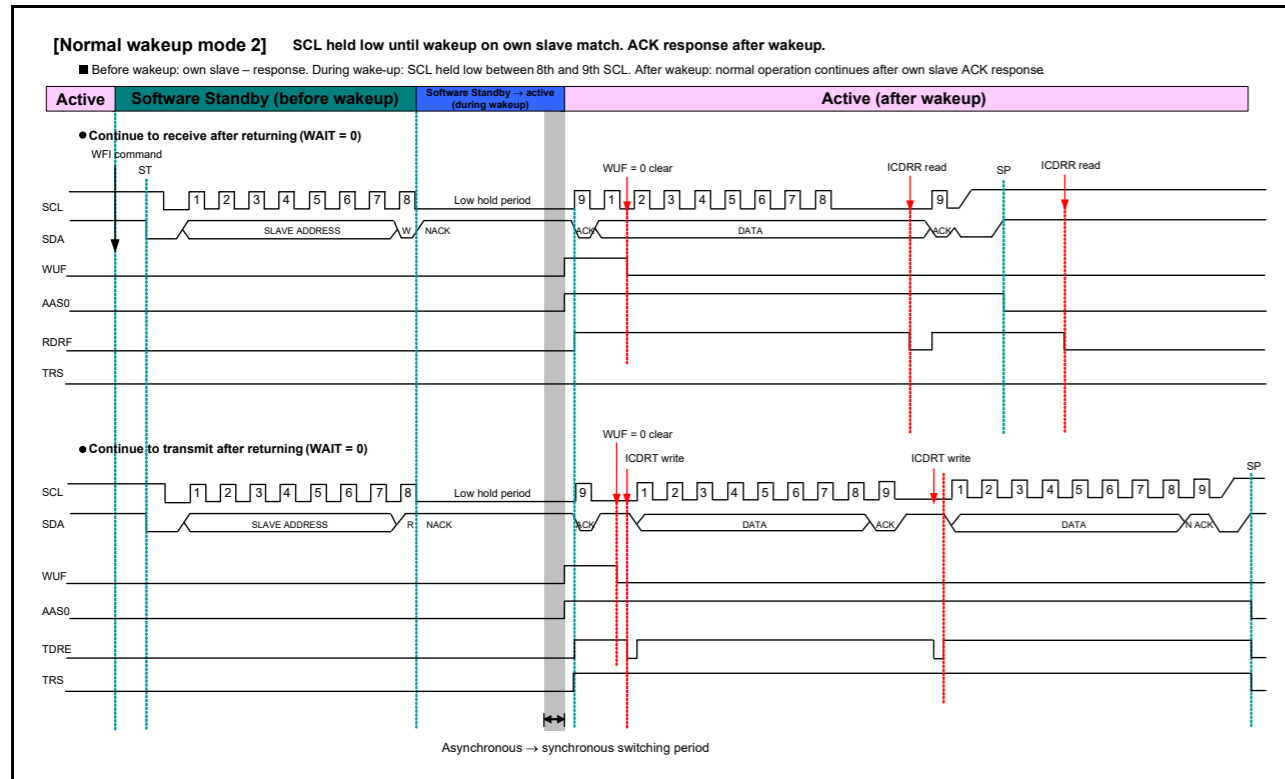 [Normal wakeup mode 2] SCL held low until wakeup on own slave match. ACK response after wakeup.
■ Before wakeup: own slave – response. During wake-up: SCL held low between 8th and 9th SCL. After wakeup: normal operation continues after own slave ACK response.
Active Software Standby (before wakeup) Software Standby → active (during wakeup) Active (after wakeup)
● Continue to receive after returning (WAIT = 0)
WFI command
ST WUF = 0 clear ICDRR read SP ICDRR read
SCL 1 2 3 4 5 6 7 8 Low hold period 9 1 2 3 4 5 6 7 8 9
SDA SLAVE ADDRESS W NACK ACK DATA ACK
WUF
AAS0
RDRF
TRS
● Continue to transmit after returning (WAIT = 0)
WUF = 0 clear
ICDRT write ICDRT write SP
SCL 1 2 3 4 5 6 7 8 Low hold period 9 1 2 3 4 5 6 7 8 9 1 2 3 4 5 6 7 8 9
SDA SLAVE ADDRESS R NACK ACK DATA ACK DATA N ACK
WUF
AAS0
TDRE
TRS
Asynchronous → synchronous switching period